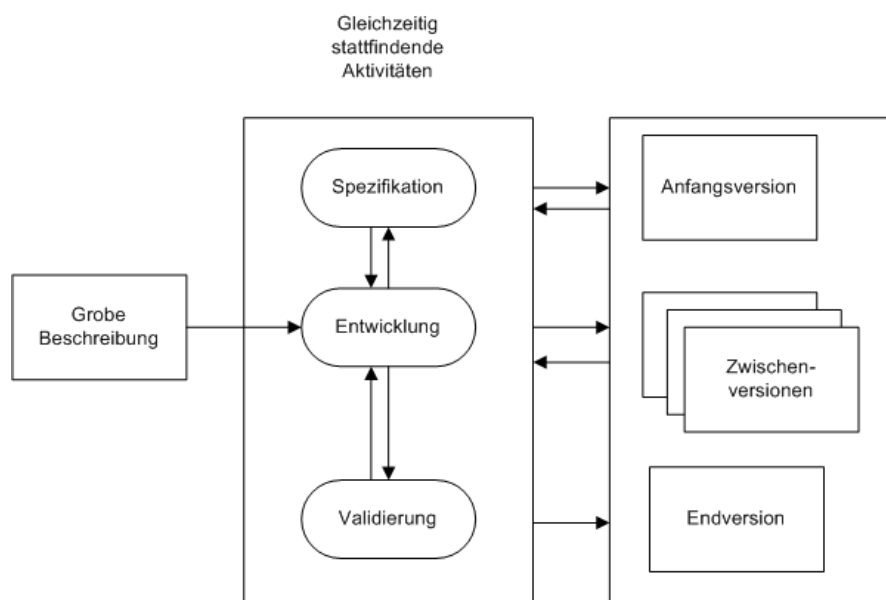 Gleichzeitig
stattfindende
Aktivitäten
Spezifikation
Anfangsversion
Grobe
Beschreibung
Entwicklung
Zwischen-
versionen
Validierung
Endversion